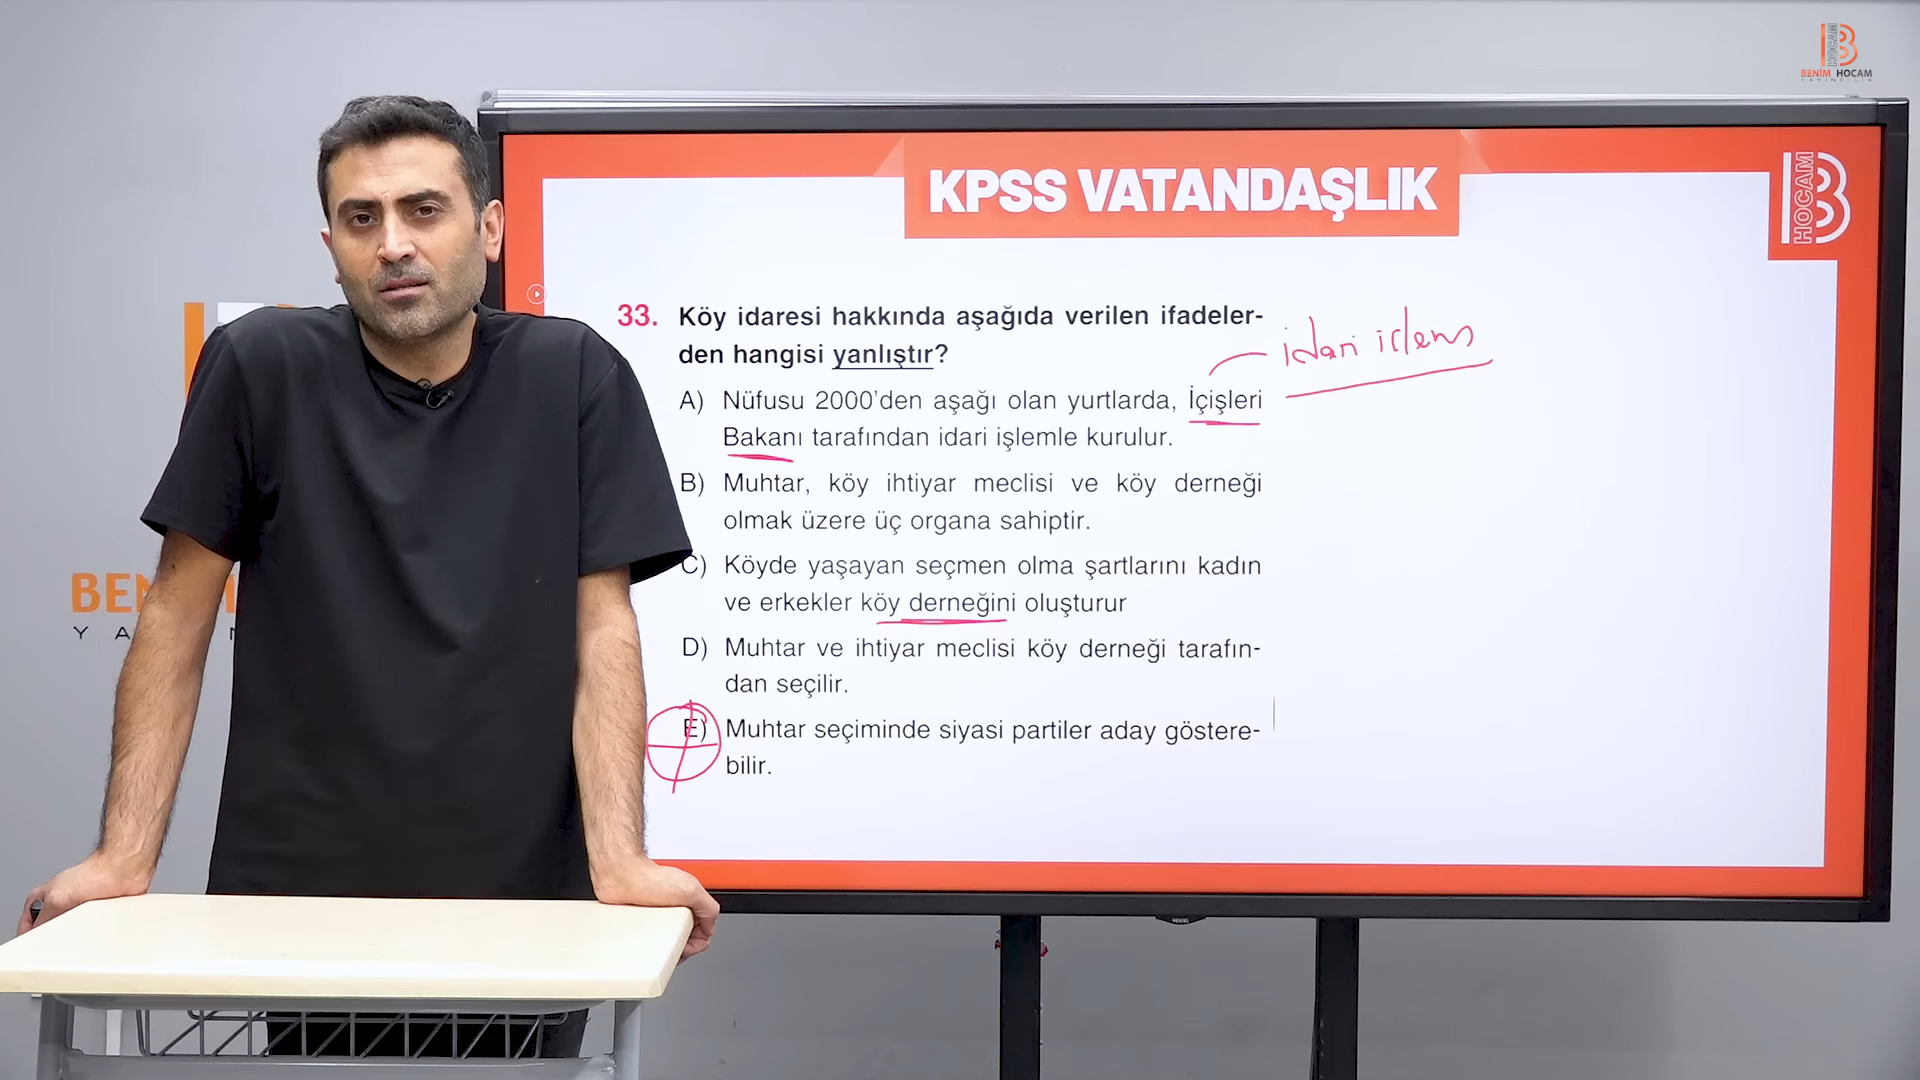 HOCAM
BENİM HOCAM
YAYINCILIK
KPSS VATANDAŞLIK
HOCAM
33. Köy idaresi hakkında aşağıda verilen ifadeler-
den hangisi yanlıştır?
idari işlem
A) Nüfusu 2000'den aşağı olan yurtlarda, İçişleri
Bakanı tarafından idari işlemle kurulur.
B) Muhtar, köy ihtiyar meclisi ve köy derneği
olmak üzere üç organa sahiptir.
C) Köyde yaşayan seçmen olma şartlarını kadın
ve erkekler köy derneğini oluşturur
D) Muhtar ve ihtiyar meclisi köy derneği tarafın-
dan seçilir.
E) Muhtar seçiminde siyasi partiler aday göstere-
bilir.